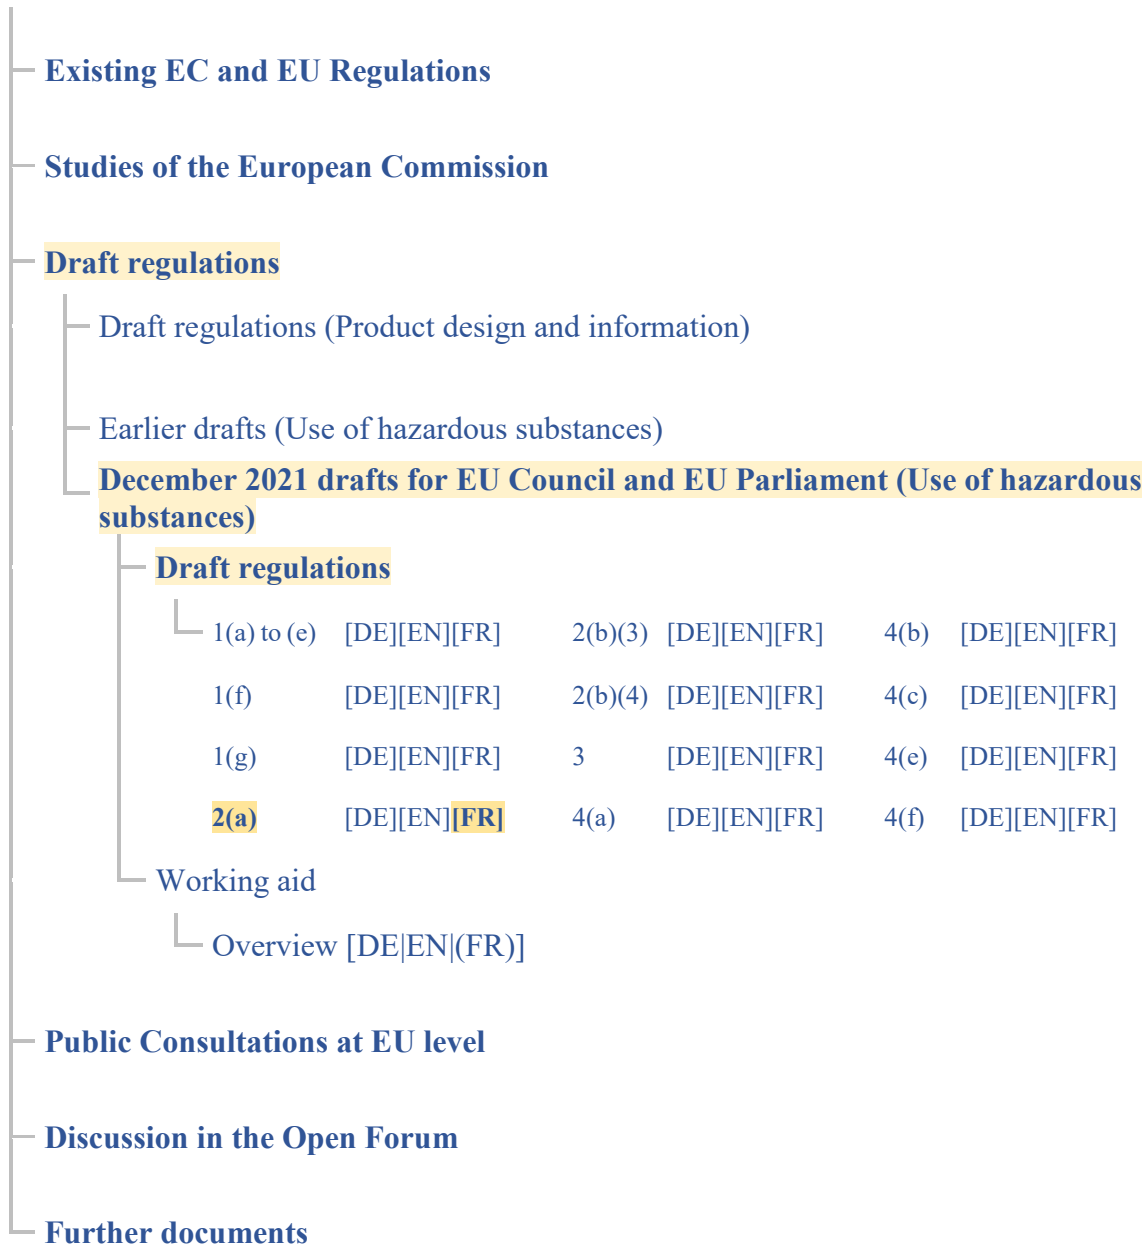 Existing EC and EU Regulations
Studies of the European Commission
Draft regulations
Draft regulations (Product design and information)
Earlier drafts (Use of hazardous substances)
December 2021 drafts for EU Council and EU Parliament (Use of hazardous
substances)
Draft regulations
1(a) to (e) [DE][EN][FR] 2(b)(3) [DE][EN][FR] 4(b) [DE][EN][FR]
1(f) [DE][EN][FR] 2(b)(4) [DE][EN][FR] 4(c) [DE][EN][FR]
1(g) [DE][EN][FR] 3 [DE][EN][FR] 4(e) [DE][EN][FR]
2(a) [DE][EN][FR] 4(a) [DE][EN][FR] 4(f) [DE][EN][FR]
Working aid
Overview [DE|EN|(FR)]
Public Consultations at EU level
Discussion in the Open Forum
Further documents